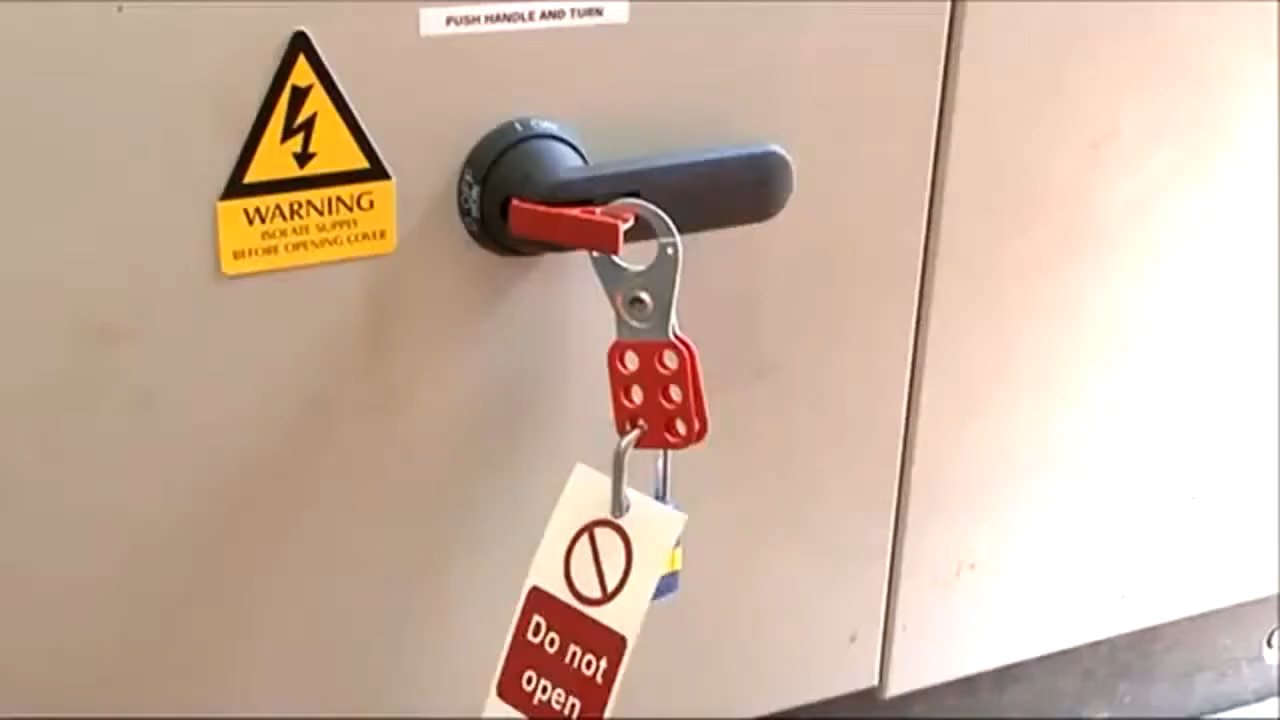 PUSH HANDLE AND TURN
WARNING
ISOLATE SUPPLY
BEFORE OPENING COVER
Do not
open